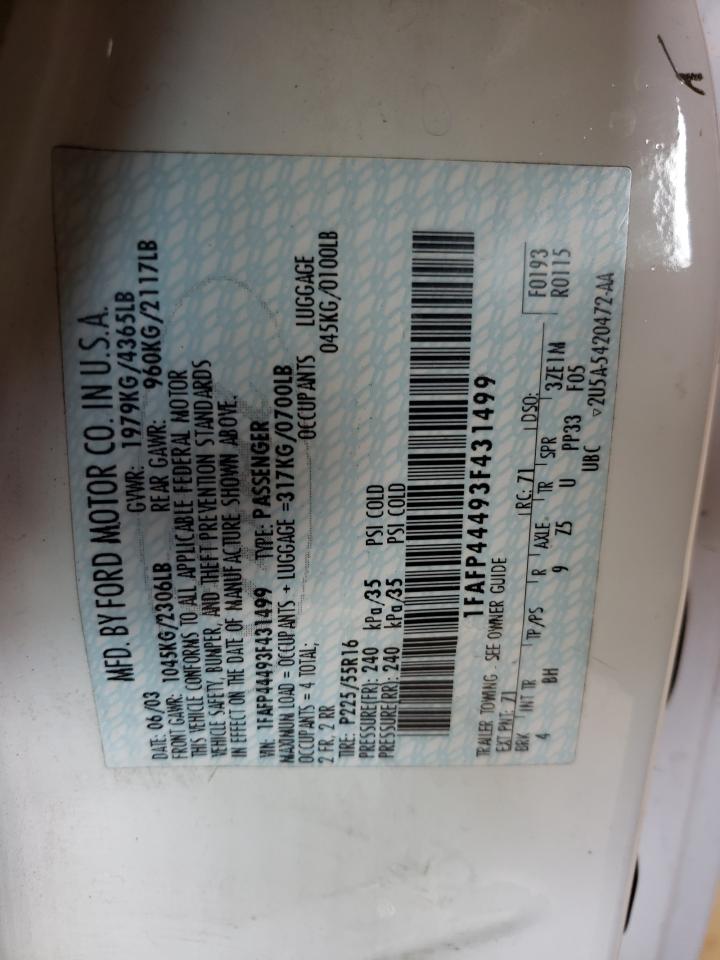 MFD. BY FORD MOTOR CO. IN U.S.A.
DATE: 06/03 GVWR: 1979KG/4365LB
FRONT GAWR: 1045KG/2306LB REAR GAWR: 960KG/2117LB
THIS VEHICLE CONFORMS TO ALL APPLICABLE FEDERAL MOTOR
VEHICLE SAFETY, BUMPER, AND THEFT PREVENTION STANDARDS
IN EFFECT ON THE DATE OF MANUFACTURE SHOWN ABOVE.
VIN: 1FAFP44493F431499 TYPE: PASSENGER
MAXIMUM LOAD = OCCUPANTS + LUGGAGE =317KG/0700LB
OCCUPANTS = 4 TOTAL; OCCUPANTS LUGGAGE
2 FR, 2 RR 045KG/0100LB
TIRE: P225/55R16
PRESSURE(FR): 240 kPa/35 PSI COLD
PRESSURE(RR): 240 kPa/35 PSI COLD
1FAFP44493F431499
TRAILER TOWING - SEE OWNER GUIDE
EXT PNT: 71 RC: 71 DSO: F0193
BRK INT TR TP/PS R AXLE TR SPR 3ZE1M R0115
4 BH 9 Z5 U PP33 F05
UBC ▽2U5A-5420472-AA